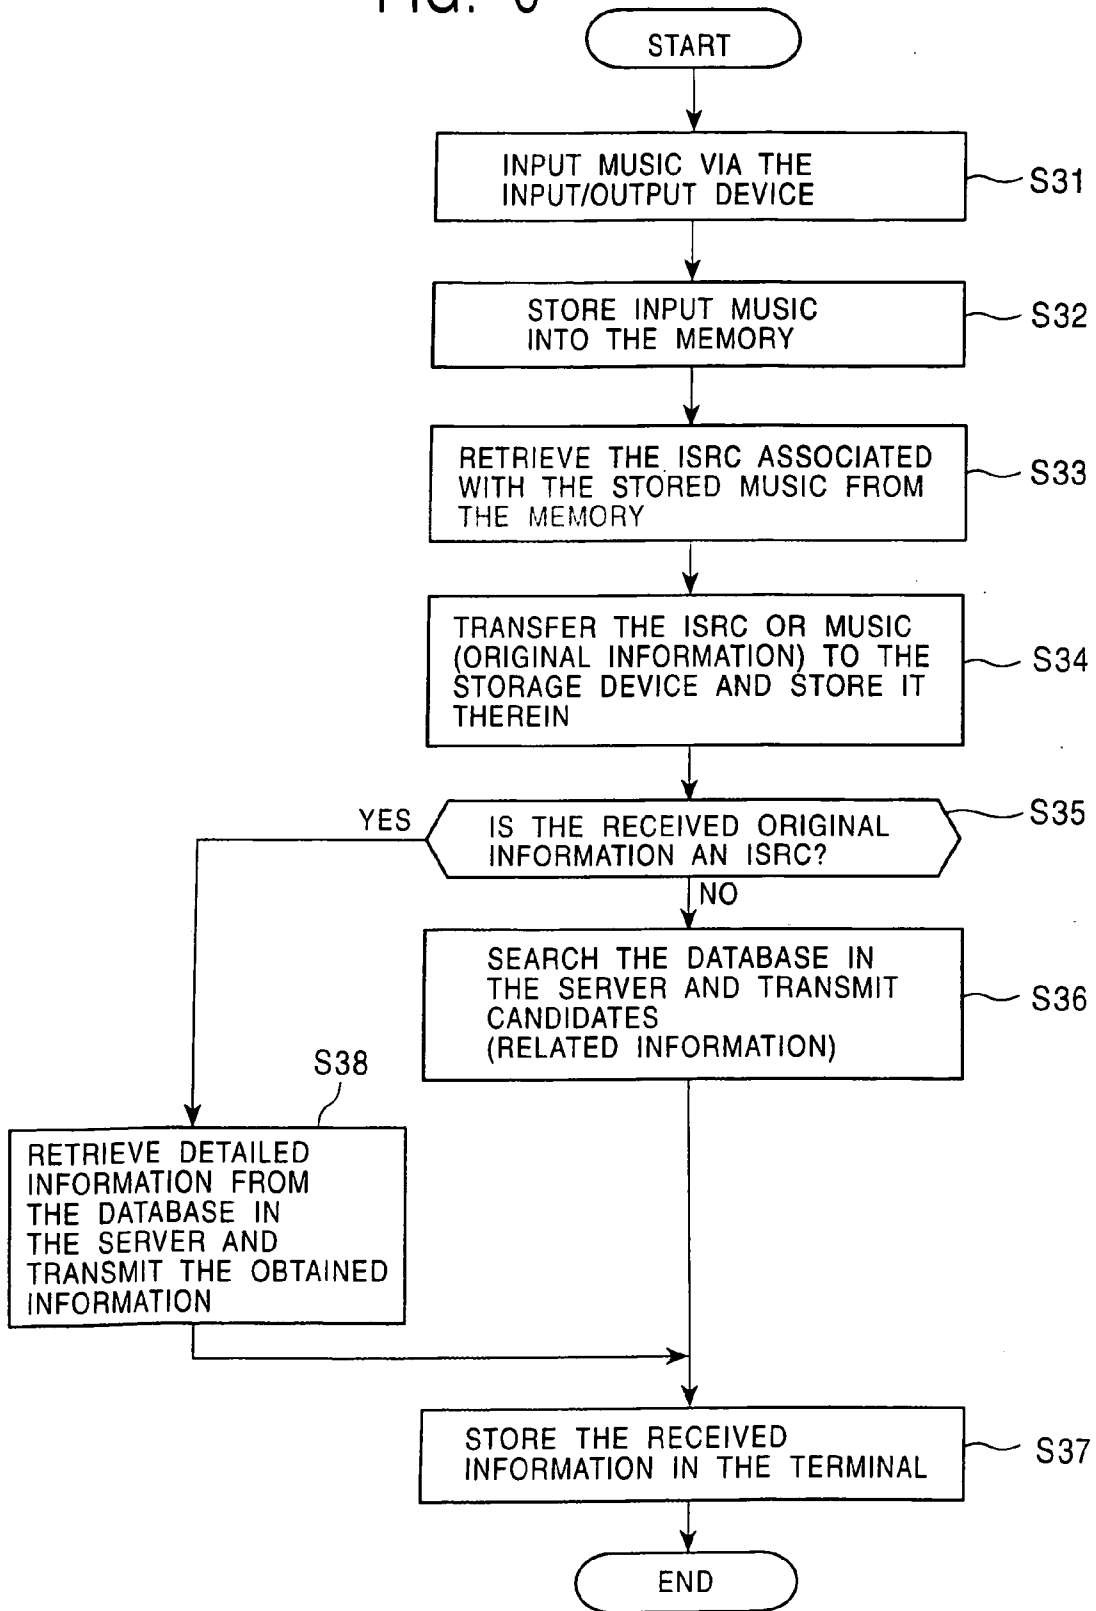 START
INPUT MUSIC VIA THE
INPUT/OUTPUT DEVICE
S31
STORE INPUT MUSIC
INTO THE MEMORY
S32
RETRIEVE THE ISRC ASSOCIATED
WITH THE STORED MUSIC FROM
THE MEMORY
S33
TRANSFER THE ISRC OR MUSIC
(ORIGINAL INFORMATION) TO THE
STORAGE DEVICE AND STORE IT
THEREIN
S34
IS THE RECEIVED ORIGINAL
INFORMATION AN ISRC?
S35
YES
NO
SEARCH THE DATABASE IN
THE SERVER AND TRANSMIT
CANDIDATES
(RELATED INFORMATION)
S36
S38
RETRIEVE DETAILED
INFORMATION FROM
THE DATABASE IN
THE SERVER AND
TRANSMIT THE OBTAINED
INFORMATION
STORE THE RECEIVED
INFORMATION IN THE TERMINAL
S37
END